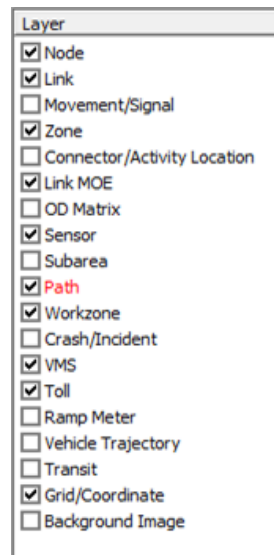 Layer
Node
Link
Movement/Signal
Zone
Connector/Activity Location
Link MOE
OD Matrix
Sensor
Subarea
Path
Workzone
Crash/Incident
VMS
Toll
Ramp Meter
Vehicle Trajectory
Transit
Grid/Coordinate
Background Image